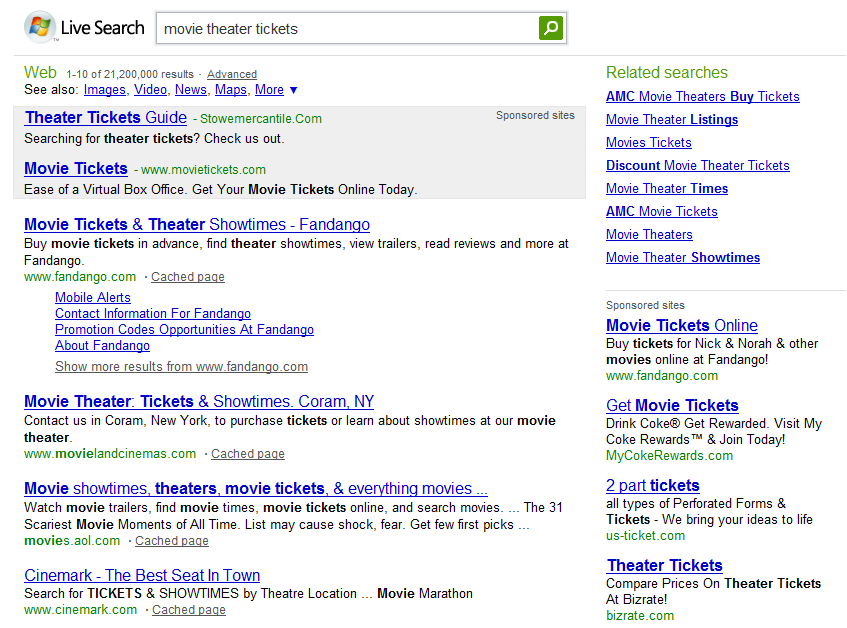 Live Search
TM
movie theater tickets
Web 1-10 of 21,200,000 results · Advanced
See also: Images, Video, News, Maps, More ▼
Sponsored sites
Theater Tickets Guide - Stowemercantile.Com
Searching for theater tickets? Check us out.
Movie Tickets - www.movietickets.com
Ease of a Virtual Box Office. Get Your Movie Tickets Online Today.
Movie Tickets & Theater Showtimes - Fandango
Buy movie tickets in advance, find theater showtimes, view trailers, read reviews and more at
Fandango.
www.fandango.com · Cached page
Mobile Alerts
Contact Information For Fandango
Promotion Codes Opportunities At Fandango
About Fandango
Show more results from www.fandango.com
Movie Theater: Tickets & Showtimes. Coram, NY
Contact us in Coram, New York, to purchase tickets or learn about showtimes at our movie
theater.
www.movielandcinemas.com · Cached page
Movie showtimes, theaters, movie tickets, & everything movies ...
Watch movie trailers, find movie times, movie tickets online, and search movies. ... The 31
Scariest Movie Moments of All Time. List may cause shock, fear. Get few first picks ...
movies.aol.com · Cached page
Cinemark - The Best Seat In Town
Search for TICKETS & SHOWTIMES by Theatre Location ... Movie Marathon
www.cinemark.com · Cached page
Related searches
AMC Movie Theaters Buy Tickets
Movie Theater Listings
Movies Tickets
Discount Movie Theater Tickets
Movie Theater Times
AMC Movie Tickets
Movie Theaters
Movie Theater Showtimes
Sponsored sites
Movie Tickets Online
Buy tickets for Nick & Norah & other
movies online at Fandango!
www.fandango.com
Get Movie Tickets
Drink Coke® Get Rewarded. Visit My
Coke Rewards™ & Join Today!
MyCokeRewards.com
2 part tickets
all types of Perforated Forms &
Tickets - We bring your ideas to life
us-ticket.com
Theater Tickets
Compare Prices On Theater Tickets
At Bizrate!
bizrate.com